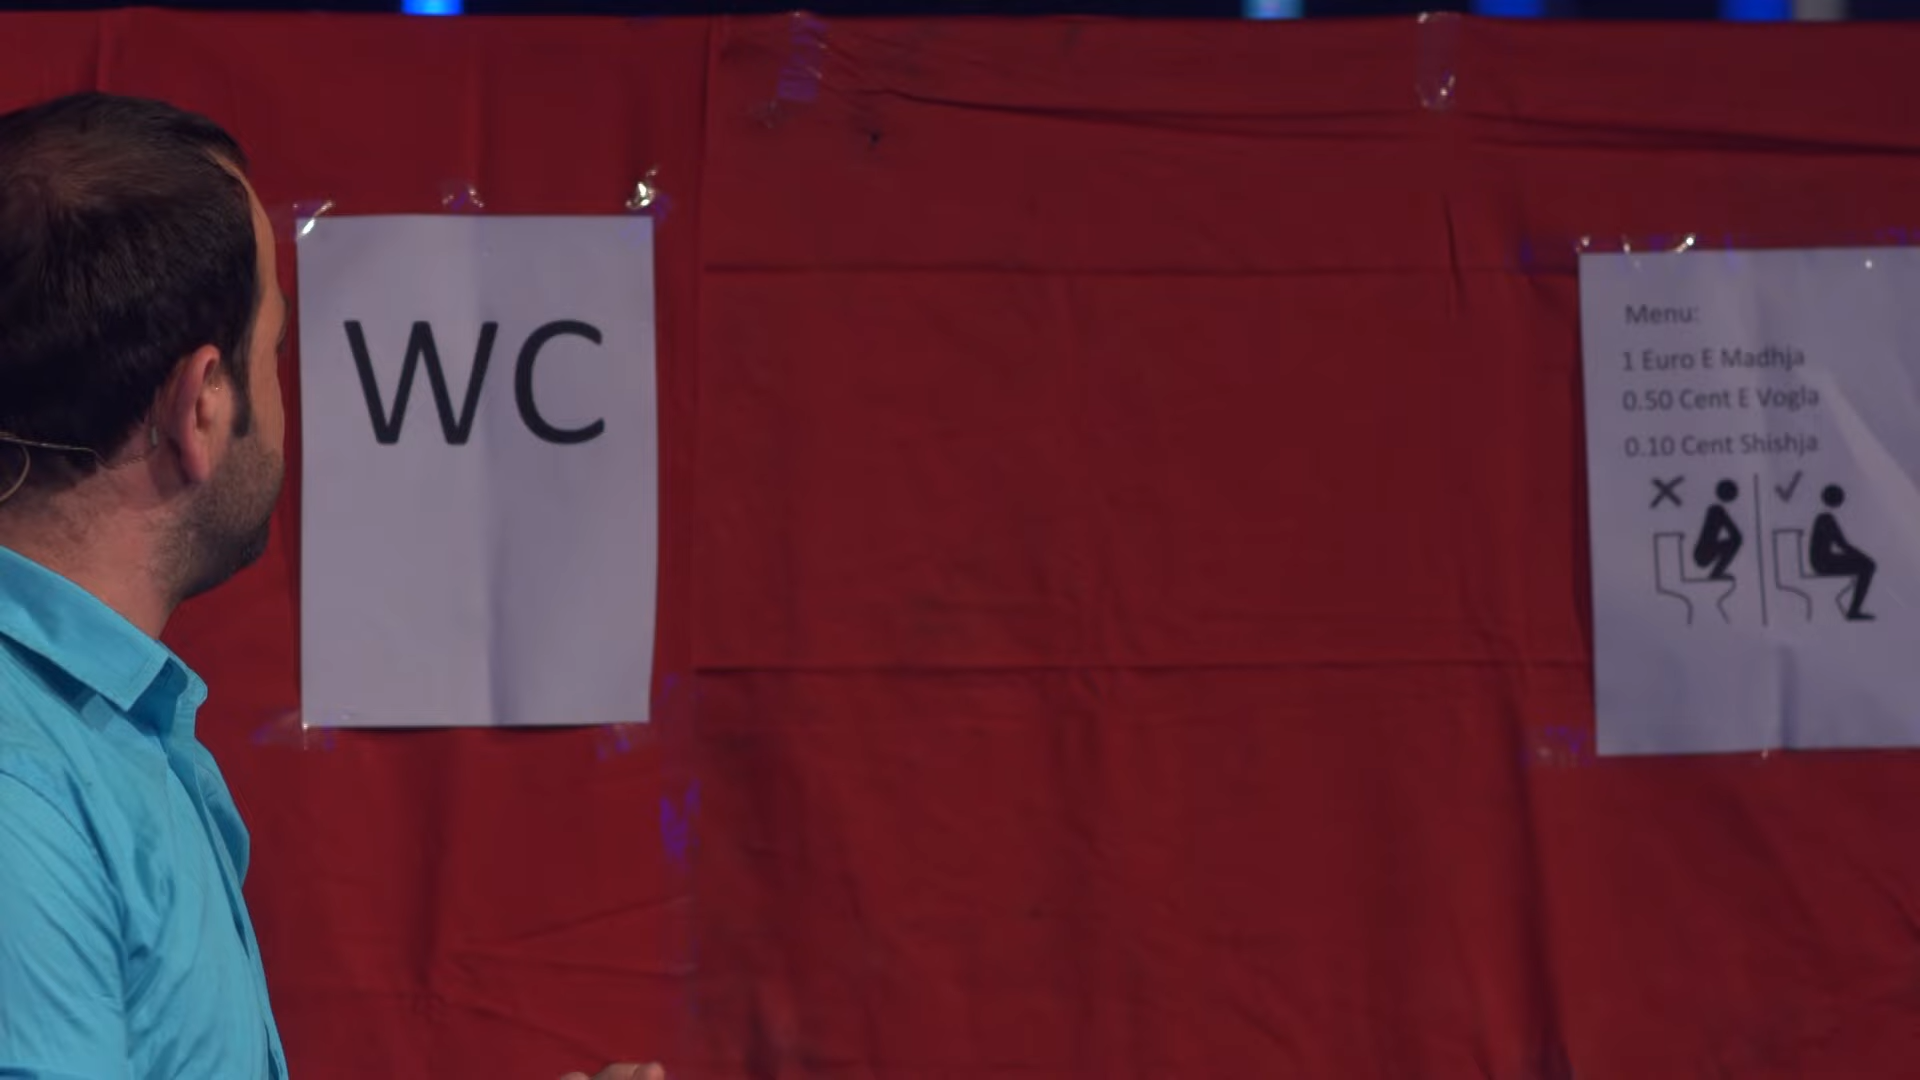 WC
Menu:
1 Euro E Madhja
0.50 Cent E Vogla
0.10 Cent Shishja